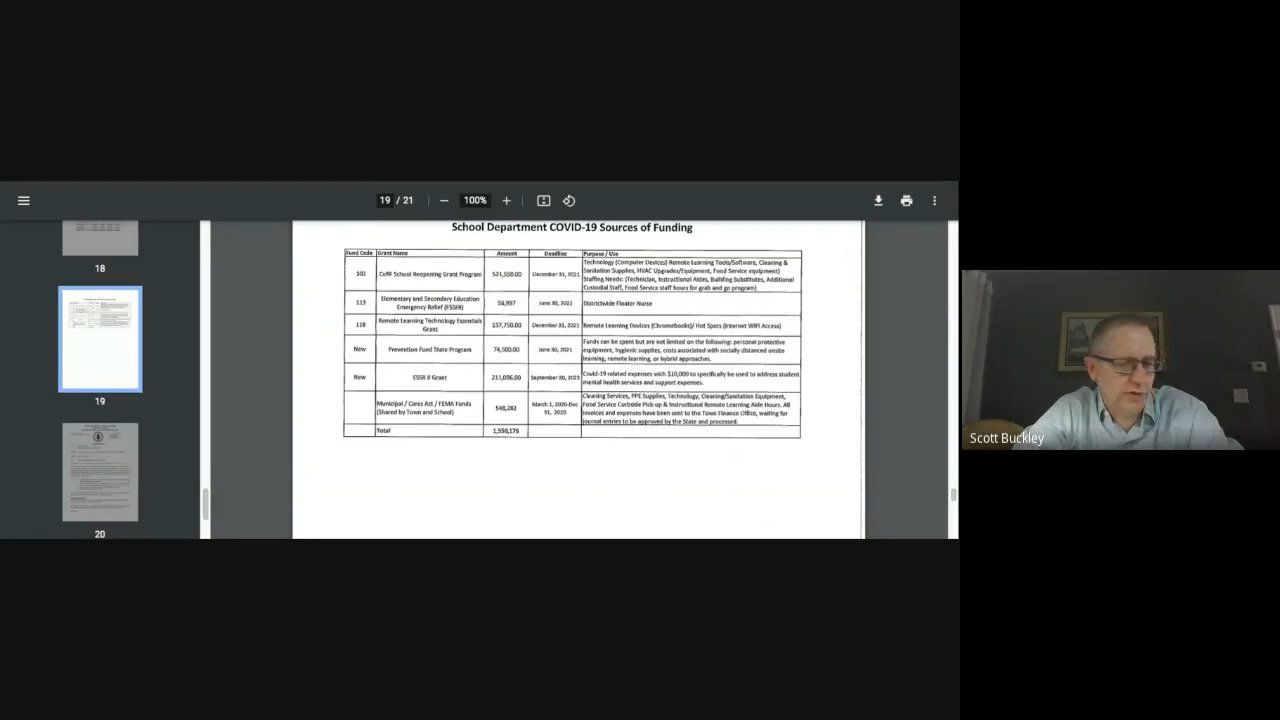 19 / 21
100%
18
19
20
School Department COVID-19 Sources of Funding
Fund Code Grant Name Amount Deadline Purpose / Use
102 CvRF School Reopening Grant Program 521,550.00 December 31, 2021
Technology (Computer Devices) Remote Learning Tools/Software, Cleaning &
Sanitation Supplies, HVAC Upgrades/Equipment, Food Service equipment)
Staffing Needs: (Technician, Instructional Aides, Building Substitutes, Additional
Custodial Staff, Food Service staff hours for grab and go program)
113 Elementary and Secondary Education
Emergency Relief (ESSER)
56,997 June 30, 2021 Districtwide Floater Nurse
118 Remote Learning Technology Essentials
Grant
137,750.00 December 31, 2021 Remote Learning Devices (Chromebooks)/ Hot Spots (Internet WIFI Access)
New Prevention Fund State Program 74,500.00 June 30, 2021
Funds can be spent but are not limited on the following: personal protective
equipment, hygienic supplies, costs associated with socially distanced onsite
learning, remote learning, or hybrid approaches.
New ESSR II Grant 211,096.00 September 30, 2023
Covid-19 related expenses with $10,000 to specifically be used to address student
mental health services and support expenses.
Municipal / Cares Act / FEMA Funds
(Shared by Town and School)
548,282
March 1, 2020-Dec
31, 2020
Cleaning Services, PPE Supplies, Technology, Cleaning/Sanitation Equipment,
Food Service Curbside Pick-up & Instructional Remote Learning Aide Hours. All
invoices and expenses have been sent to the Town Finance Office, waiting for
journal entries to be approved by the State and processed.
Total 1,550,175
Scott Buckley